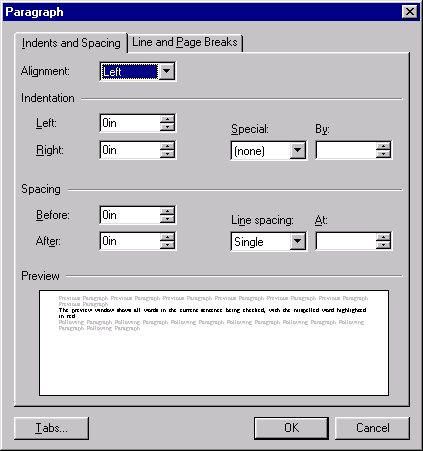 Paragraph
Indents and Spacing Line and Page Breaks
Alignment: Left
Indentation
Left: 0in Special: By:
Right: 0in (none)
Spacing
Before: 0in Line spacing: At:
After: 0in Single
Preview
Previous Paragraph Previous Paragraph Previous Paragraph Previous Paragraph Previous Paragraph Previous Paragraph
Previous Paragraph
The preview window shows all words in the current sentence being checked, with the misspelled word highlighted
in red
Following Paragraph Following Paragraph Following Paragraph Following Paragraph Following Paragraph Following
Paragraph Following Paragraph
Tabs... OK Cancel